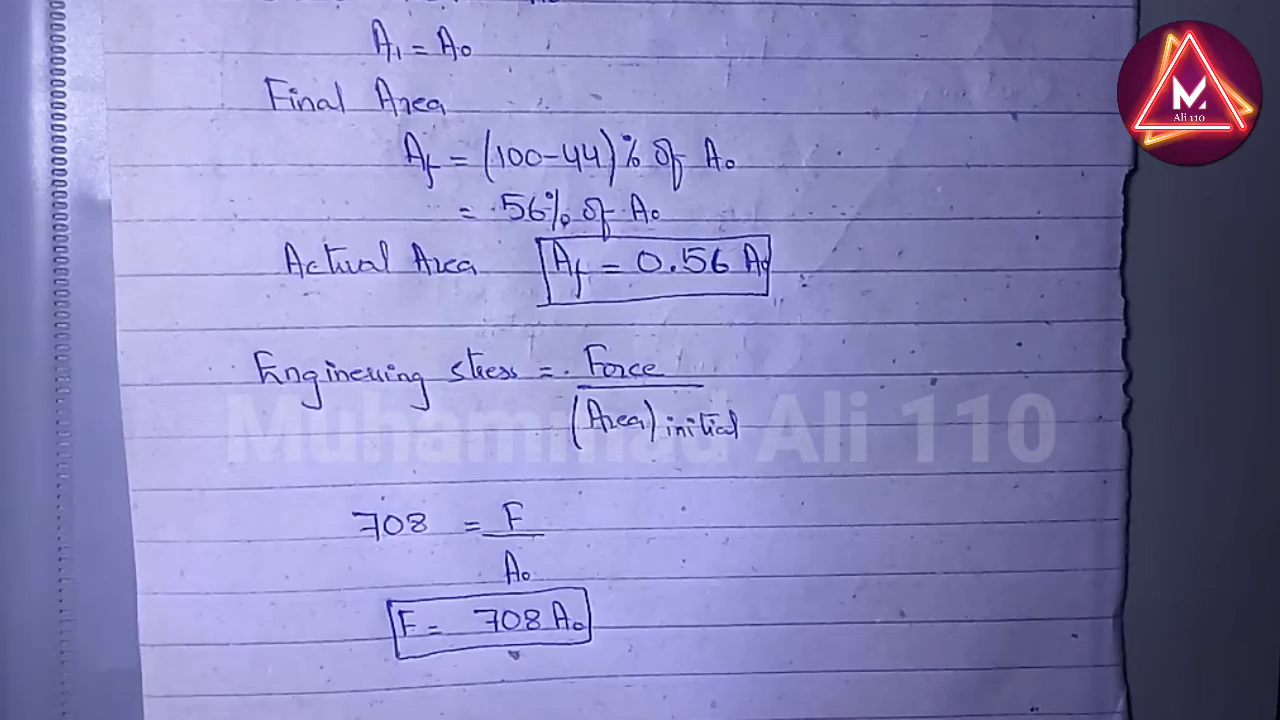 A₁ = A₀
Final Area
A_f = (100-44)% of A₀
= 56% of A₀
Actual Area A_f = 0.56 A₀
Engineering stress = Force
(Area) initial
708 = F
A₀
F = 708 A₀
Muhammad Ali 110
M
Ali 110